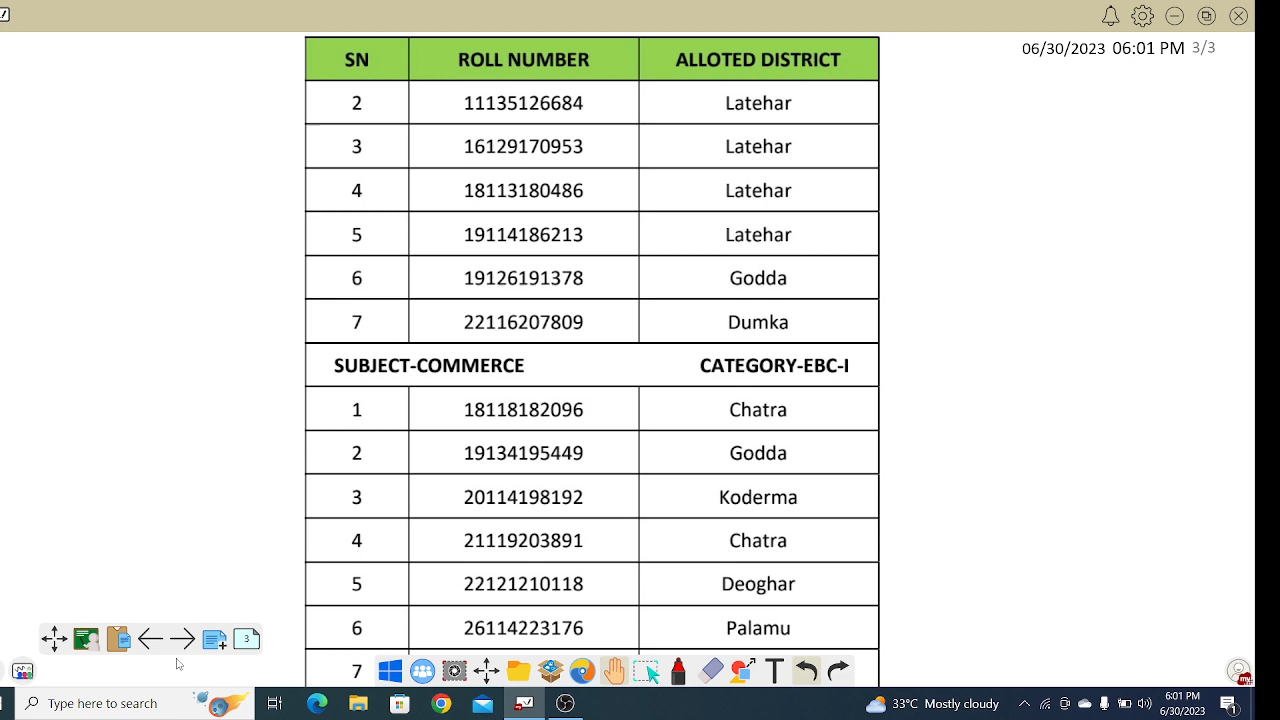 06/30/2023 06:01 PM 3/3
SN ROLL NUMBER ALLOTED DISTRICT
2 11135126684 Latehar
3 16129170953 Latehar
4 18113180486 Latehar
5 19114186213 Latehar
6 19126191378 Godda
7 22116207809 Dumka
SUBJECT-COMMERCE CATEGORY-EBC-I
1 18118182096 Chatra
2 19134195449 Godda
3 20114198192 Koderma
4 21119203891 Chatra
5 22121210118 Deoghar
6 26114223176 Palamu
7
3
Type here to search
33°C Mostly cloudy
6:01 PM
6/30/2023
1